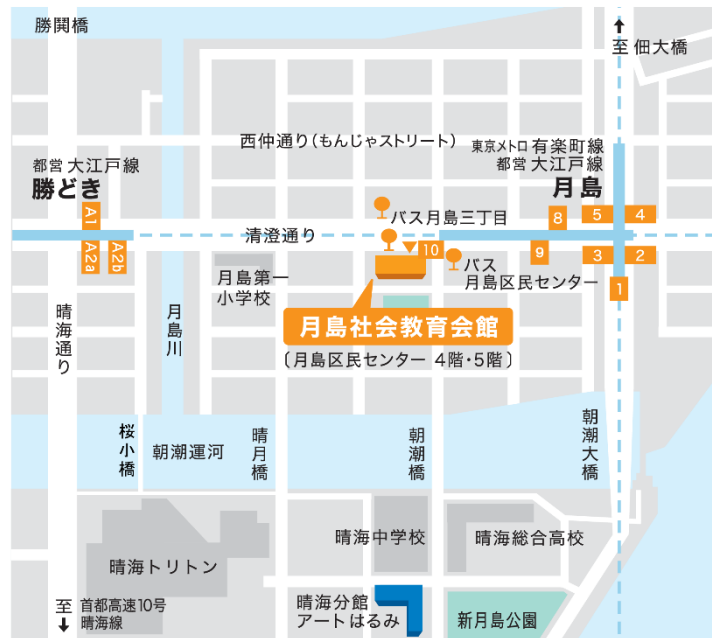 勝鬨橋
至 佃大橋
西仲通り(もんじゃストリート)
東京メトロ 有楽町線
都営 大江戸線
月島
都営 大江戸線
勝どき
A1
A2a
A2b
バス月島三丁目
清澄通り
8
5
4
10
9
3
2
1
バス
月島区民センター
月島第一
小学校
月島社会教育会館
(月島区民センター 4階・5階)
晴海通り
月島川
桜小橋
朝潮運河
晴月橋
朝潮橋
朝潮大橋
晴海トリトン
晴海中学校
晴海総合高校
至 首都高速10号
晴海線
晴海分館
アートはるみ
新月島公園